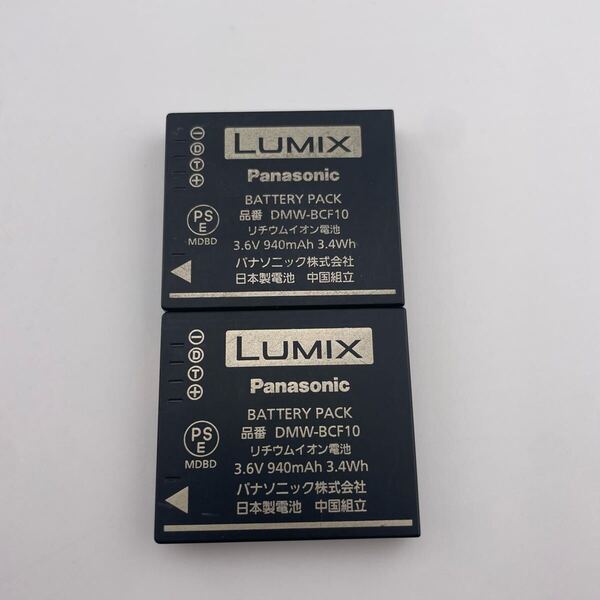 LUMIX
Panasonic
BATTERY PACK
品番 DMW-BCF10
リチウムイオン電池
3.6V 940mAh 3.4Wh
パナソニック株式会社
日本製電池 中国組立
D
T
PS
E
MDBD
LUMIX
Panasonic
BATTERY PACK
品番 DMW-BCF10
リチウムイオン電池
3.6V 940mAh 3.4Wh
パナソニック株式会社
日本製電池 中国組立
D
T
PS
E
MDBD